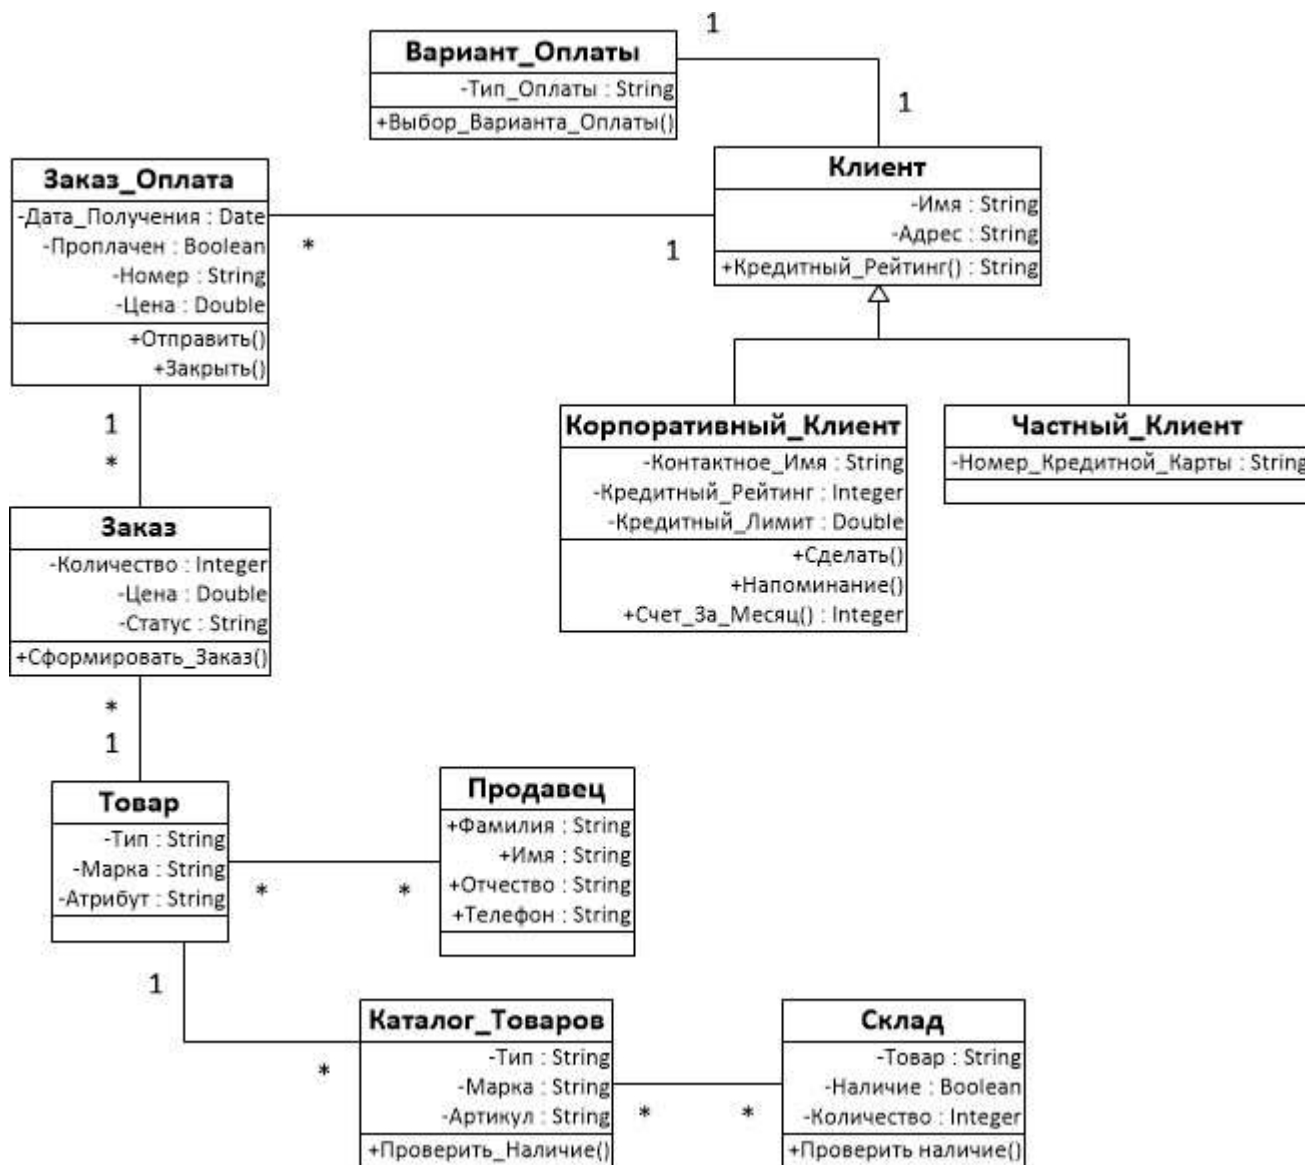 1
Вариант_Оплаты
-Тип_Оплаты : String
+Выбор_Варианта_Оплаты()
1
Клиент
-Имя : String
-Адрес : String
+Кредитный_Рейтинг() : String
Заказ_Оплата
-Дата_Получения : Date
-Проплачен : Boolean
-Номер : String
-Цена : Double
+Отправить()
+Закрыть()
*
1
1
*
Корпоративный_Клиент
-Контактное_Имя : String
-Кредитный_Рейтинг : Integer
-Кредитный_Лимит : Double
+Сделать()
+Напоминание()
+Счет_За_Месяц() : Integer
Частный_Клиент
-Номер_Кредитной_Карты : String
Заказ
-Количество : Integer
-Цена : Double
-Статус : String
+Сформировать_Заказ()
*
1
Товар
-Тип : String
-Марка : String
-Атрибут : String
*
*
Продавец
+Фамилия : String
+Имя : String
+Отчество : String
+Телефон : String
1
*
Каталог_Товаров
-Тип : String
-Марка : String
-Артикул : String
+Проверить_Наличие()
*
*
Склад
-Товар : String
-Наличие : Boolean
-Количество : Integer
+Проверить наличие()